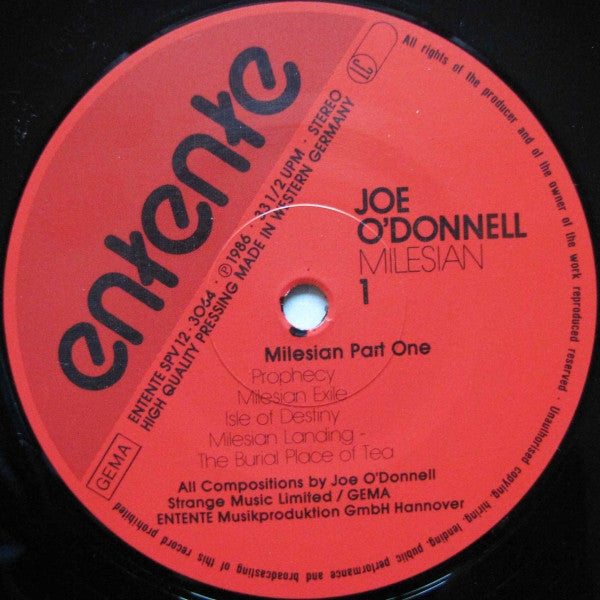 entente
ENTENTE SPV 12-3064 · ℗1986 · 33 1/2 UPM · STEREO
HIGH QUALITY PRESSING MADE IN WESTERN GERMANY
LC
GEMA
JOE
O'DONNELL
MILESIAN
1
Milesian Part One
Prophecy
Milesian Exile
Isle of Destiny
Milesian Landing -
The Burial Place of Tea
All Compositions by Joe O'Donnell
Strange Music Limited / GEMA
ENTENTE Musikproduktion GmbH Hannover
All rights of the producer and of the owner of the work reproduced reserved · Unauthorised copying, hiring, lending, public performance and broadcasting of this record prohibited